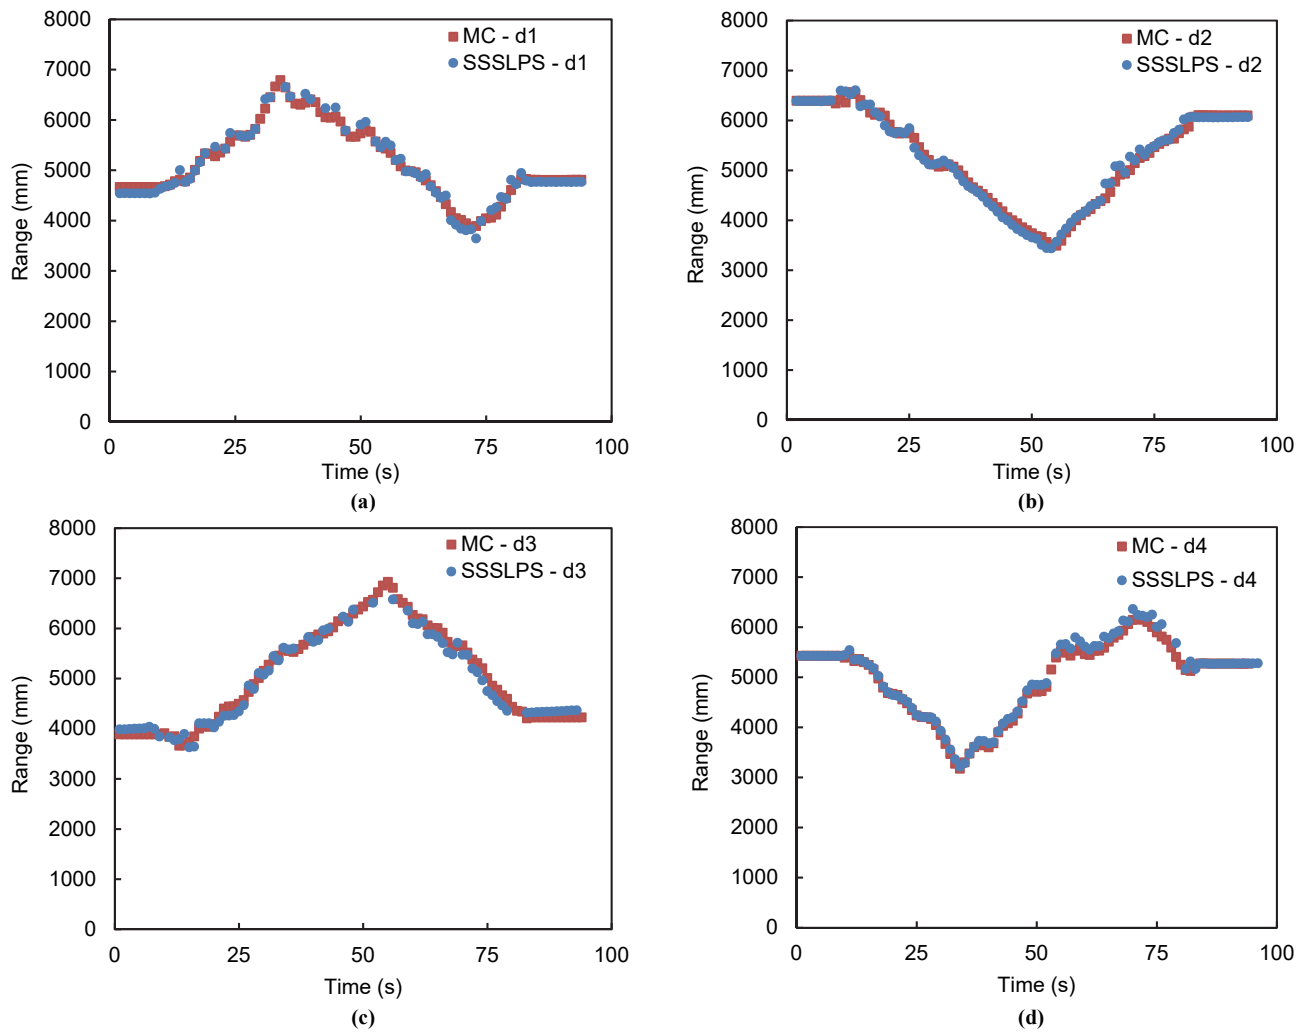 8000
7000
6000
5000
4000
3000
2000
1000
0
Range (mm)
MC - d1
SSSLPS - d1
0 25 50 75 100
Time (s)
(a)
8000
7000
6000
5000
4000
3000
2000
1000
0
Range (mm)
MC - d2
SSSLPS - d2
0 25 50 75 100
Time (s)
(b)
8000
7000
6000
5000
4000
3000
2000
1000
0
Range (mm)
MC - d3
SSSLPS - d3
0 25 50 75 100
Time (s)
(c)
8000
7000
6000
5000
4000
3000
2000
1000
0
Range (mm)
MC - d4
SSSLPS - d4
0 25 50 75 100
Time (s)
(d)